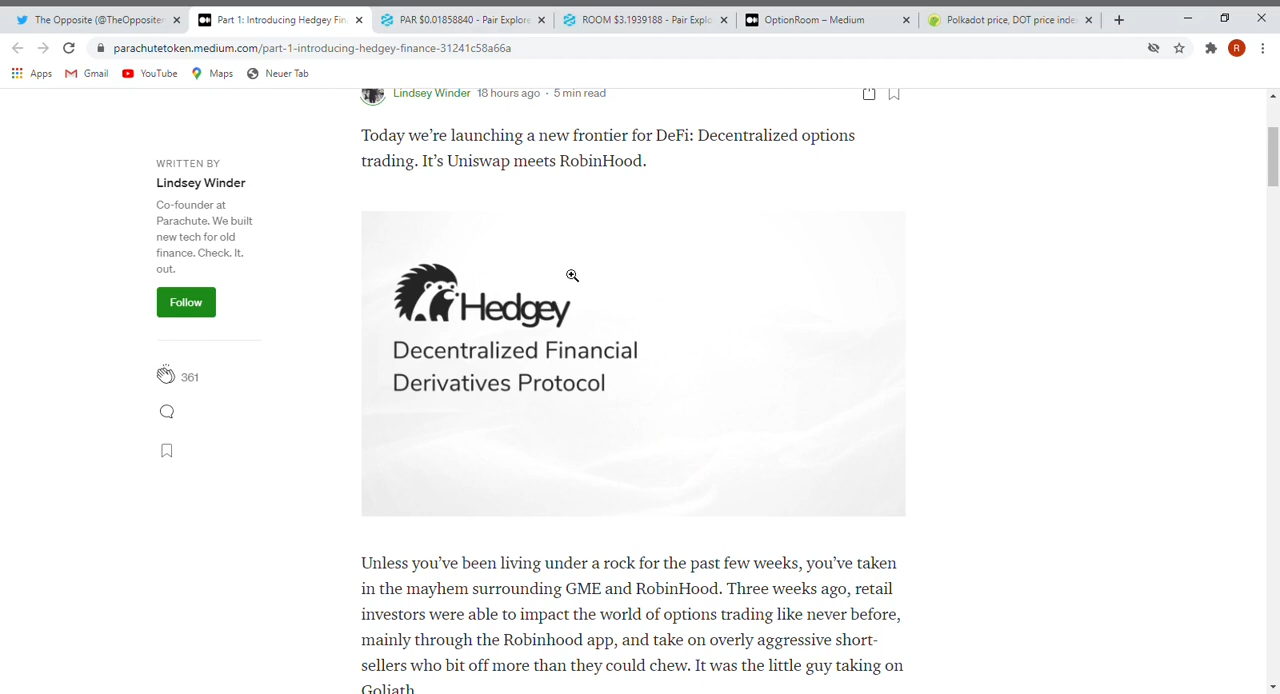 The Opposite (@TheOppositer
Part 1: Introducing Hedgey Fin
PAR $0.01858840 - Pair Explore
ROOM $3.1939188 - Pair Explo
OptionRoom – Medium
Polkadot price, DOT price inde
parachutetoken.medium.com/part-1-introducing-hedgey-finance-31241c58a66a
R
Apps
Gmail
YouTube
Maps
Neuer Tab
Lindsey Winder 18 hours ago · 5 min read
Today we’re launching a new frontier for DeFi: Decentralized options
trading. It’s Uniswap meets RobinHood.
WRITTEN BY
Lindsey Winder
Co-founder at
Parachute. We built
new tech for old
finance. Check. It.
out.
Follow
361
Hedgey
Decentralized Financial
Derivatives Protocol
Unless you’ve been living under a rock for the past few weeks, you’ve taken
in the mayhem surrounding GME and RobinHood. Three weeks ago, retail
investors were able to impact the world of options trading like never before,
mainly through the Robinhood app, and take on overly aggressive short-
sellers who bit off more than they could chew. It was the little guy taking on
Goliath.